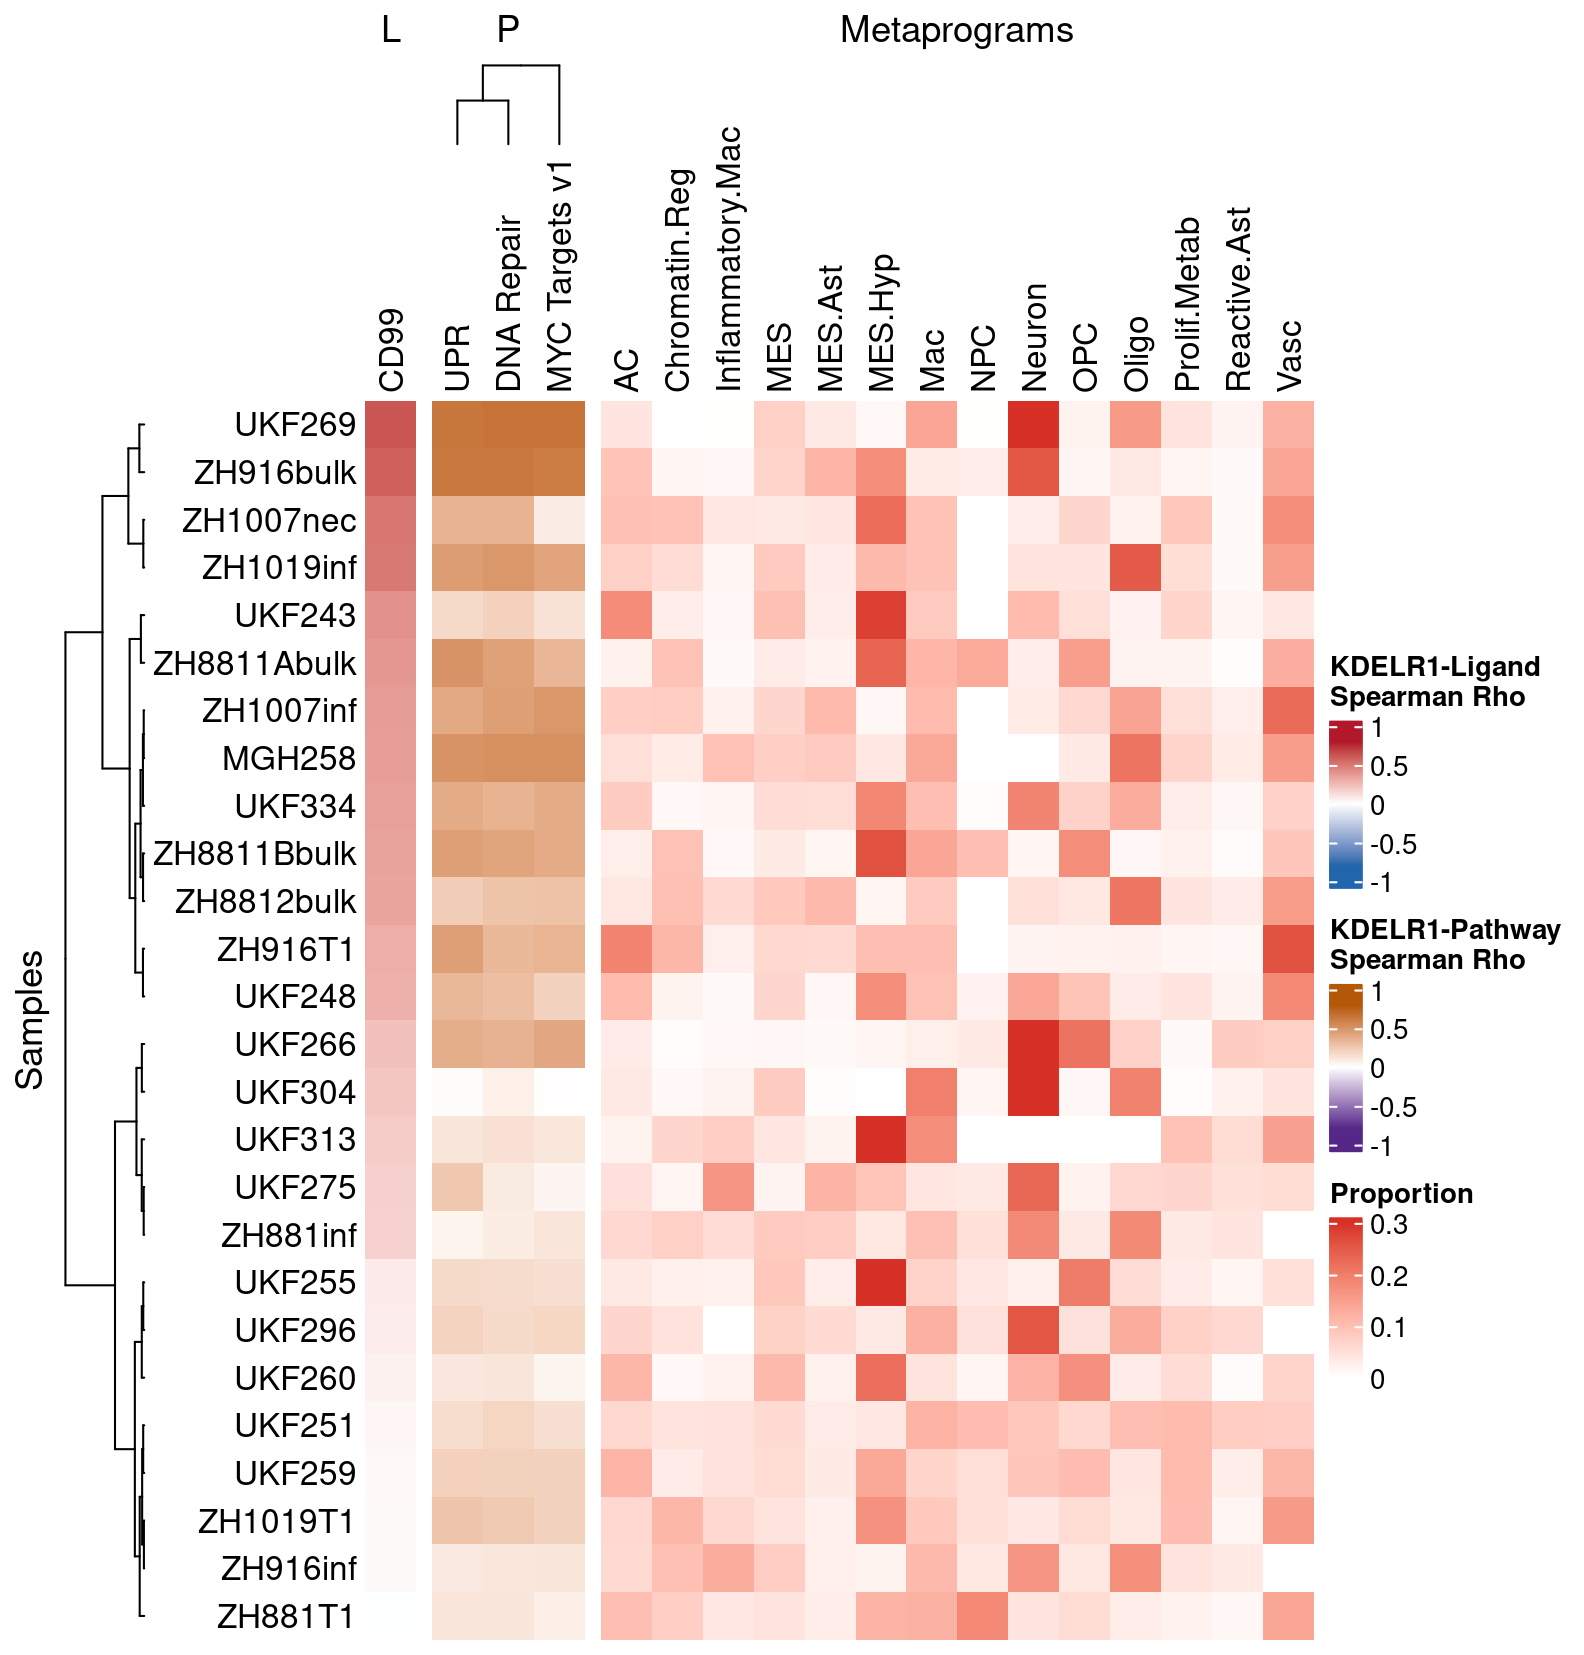 L P Metaprograms
CD99
UPR
DNA Repair
MYC Targets v1
AC
Chromatin.Reg
Inflammatory.Mac
MES
MES.Ast
MES.Hyp
Mac
NPC
Neuron
OPC
Oligo
Prolif.Metab
Reactive.Ast
Vasc
Samples
UKF269
ZH916bulk
ZH1007nec
ZH1019inf
UKF243
ZH8811Abulk
ZH1007inf
MGH258
UKF334
ZH8811Bbulk
ZH8812bulk
ZH916T1
UKF248
UKF266
UKF304
UKF313
UKF275
ZH881inf
UKF255
UKF296
UKF260
UKF251
UKF259
ZH1019T1
ZH916inf
ZH881T1
KDELR1-Ligand
Spearman Rho
1
0.5
0
-0.5
-1
KDELR1-Pathway
Spearman Rho
1
0.5
0
-0.5
-1
Proportion
0.3
0.2
0.1
0